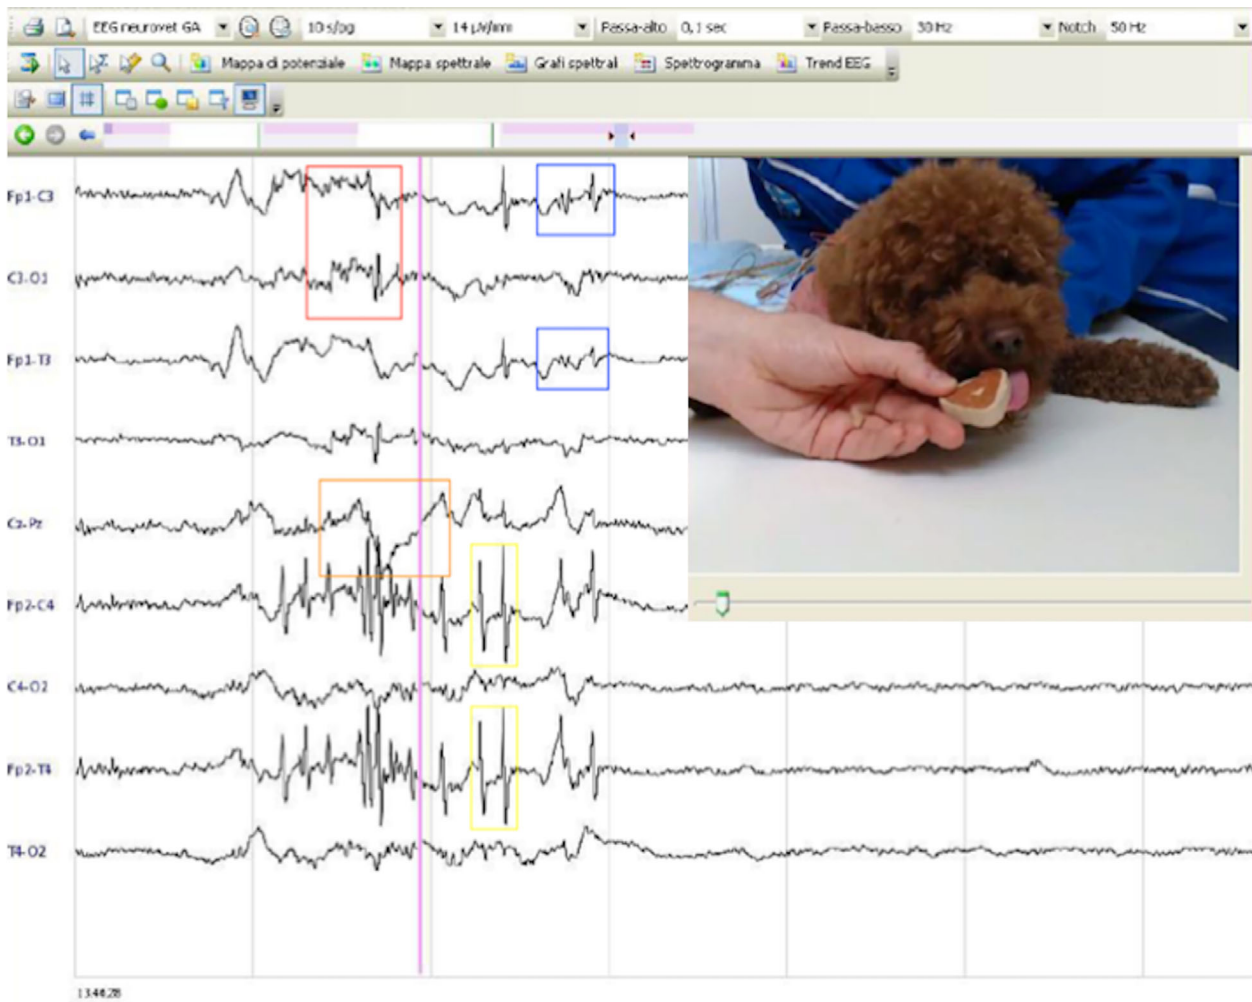 EEG neurovet GA 10 s/pg 14 µV/mm Passa-alto 0,1 sec Passa-basso 30 Hz Notch 50 Hz
Mappa di potenziale Mappa spettrale Grafi spettral Spettrogramma Trend EEG
Fp1-C3
C3-O1
Fp1-T3
T3-O1
Cz-Pz
Fp2-C4
C4-O2
Fp2-T4
T4-O2
13.46.28